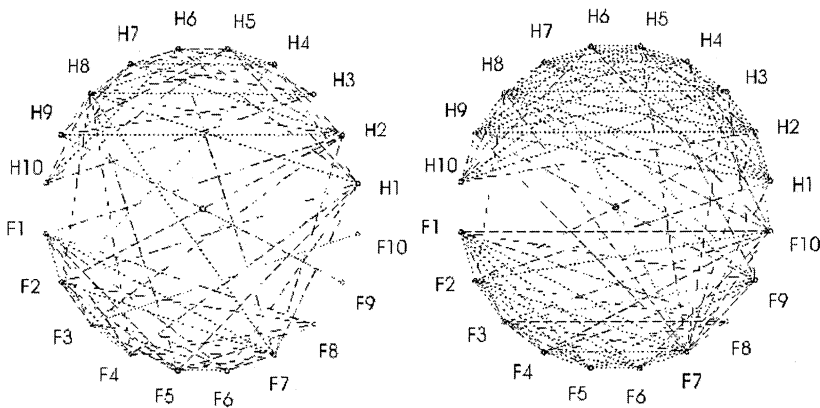 H6 H5
H7 H4
H8 H3
H9 H2
H10 H1
F1 F10
F2 F9
F3 F8
F4 F7
F5 F6
H6 H5
H7 H4
H8 H3
H9 H2
H10 H1
F1 F10
F2 F9
F3 F8
F4 F7
F5 F6